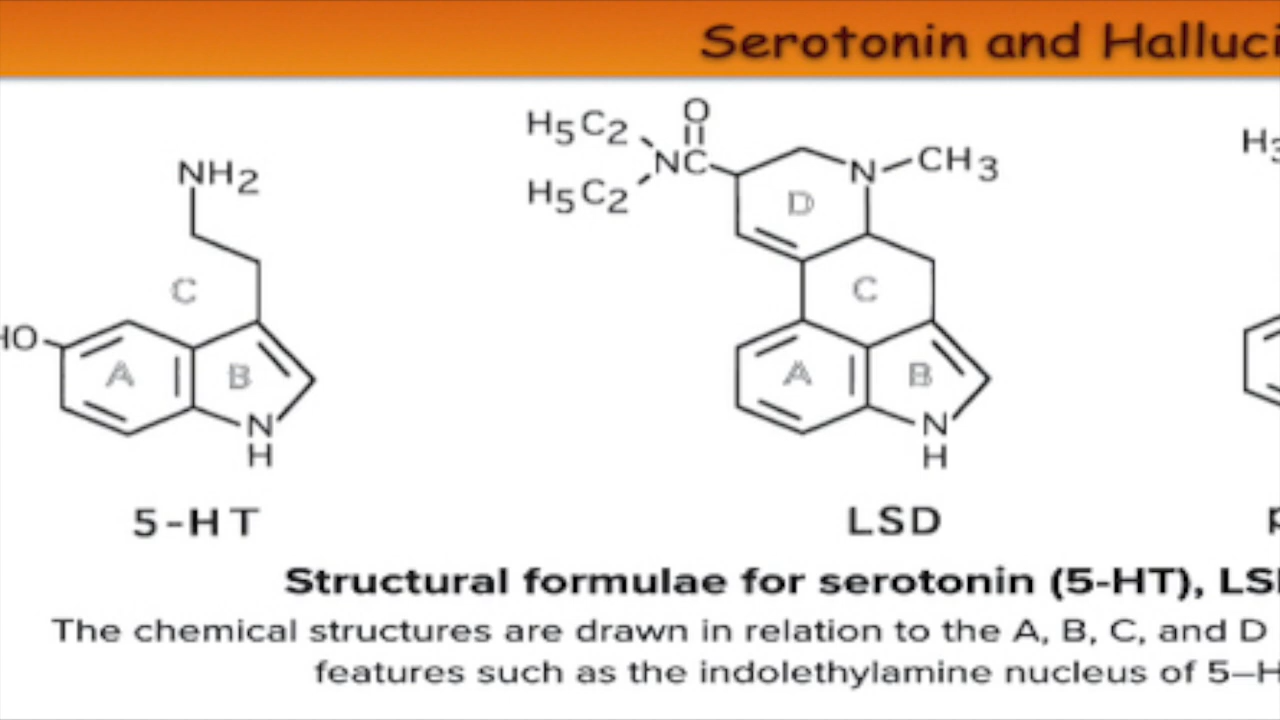 Serotonin and Halluci
H5C2
O
NC
H5C2
N
CH3
H3
NH2
D
C
C
HO
A
B
A
B
N
H
N
H
5-HT
LSD
Structural formulae for serotonin (5-HT), LS
The chemical structures are drawn in relation to the A, B, C, and D
features such as the indolethylamine nucleus of 5–H